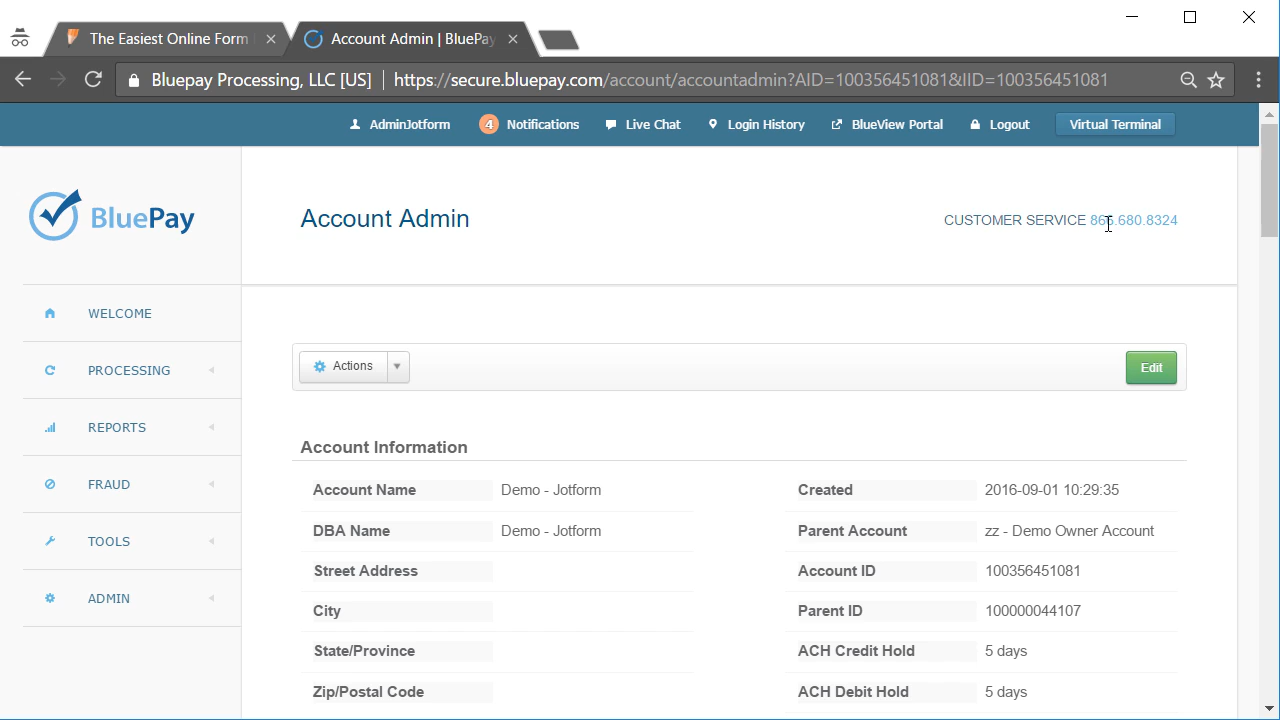 The Easiest Online Form
Account Admin | BluePay
Bluepay Processing, LLC [US] https://secure.bluepay.com/account/accountadmin?AID=100356451081&IID=100356451081
AdminJotform 4 Notifications Live Chat Login History BlueView Portal Logout Virtual Terminal
BluePay
Account Admin
CUSTOMER SERVICE 866.680.8324
WELCOME
PROCESSING
REPORTS
FRAUD
TOOLS
ADMIN
Actions
Edit
Account Information
Account Name Demo - Jotform
DBA Name Demo - Jotform
Street Address
City
State/Province
Zip/Postal Code
Created 2016-09-01 10:29:35
Parent Account zz - Demo Owner Account
Account ID 100356451081
Parent ID 100000044107
ACH Credit Hold 5 days
ACH Debit Hold 5 days